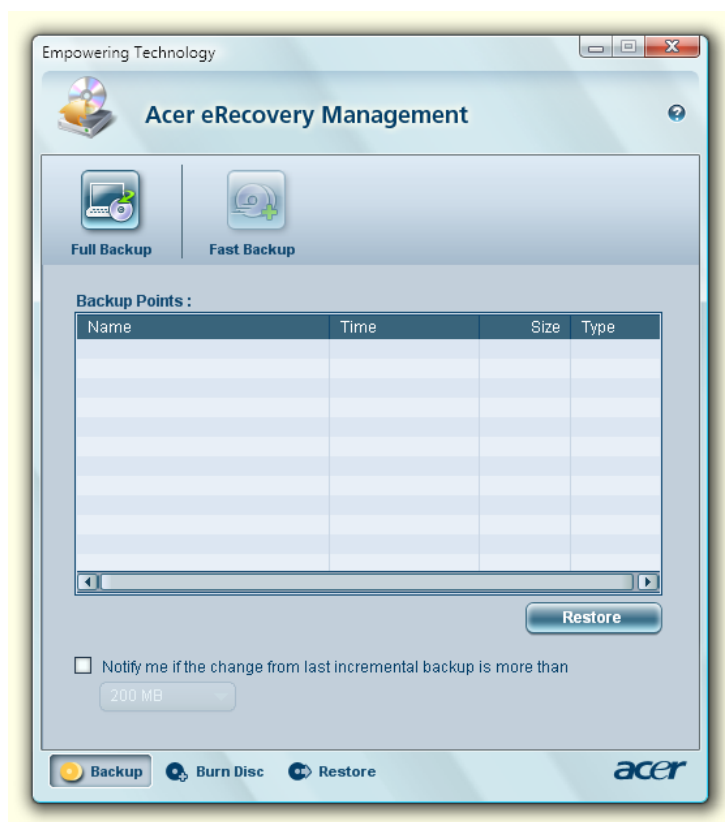 Empowering Technology
Acer eRecovery Management
Full Backup
Fast Backup
Backup Points :
Name Time Size Type
Restore
Notify me if the change from last incremental backup is more than
200 MB
Backup Burn Disc Restore
acer